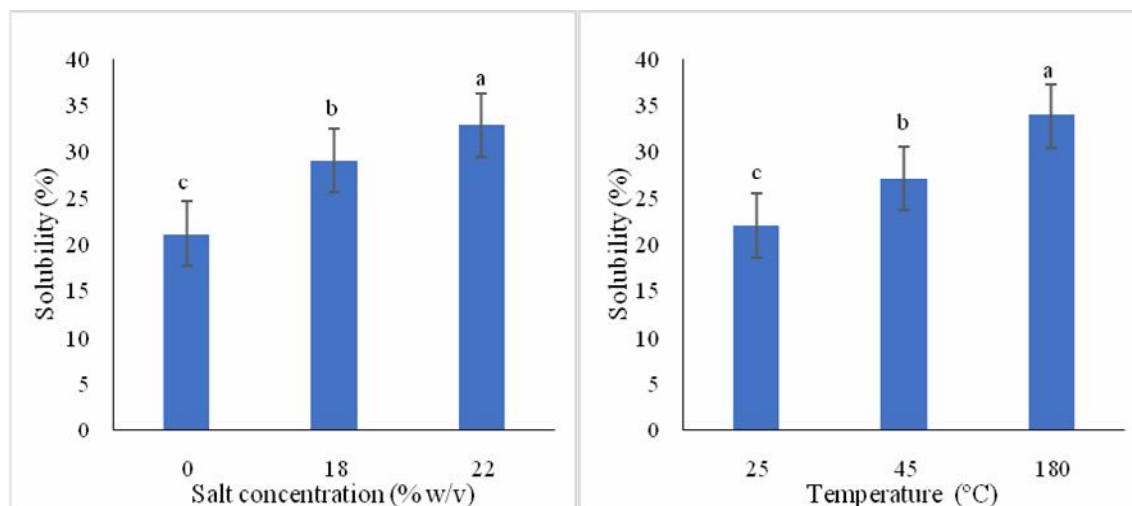 40
35
30
25
20
15
10
5
0
Solubility (%)
c
b
a
0 18 22
Salt concentration (% w/v)
40
35
30
25
20
15
10
5
0
Solubility (%)
c
b
a
25 45 180
Temperature (°C)